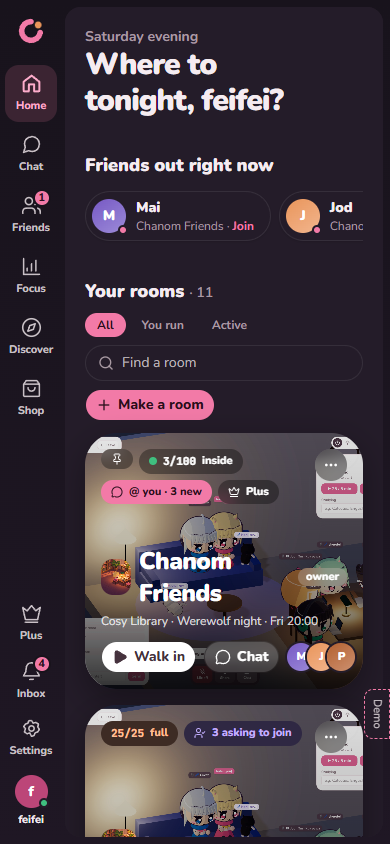 Saturday evening
Where to
tonight, feifei?
Home
Chat
1
Friends
Focus
Discover
Shop
Friends out right now
M
Mai
Chanom Friends · Join
J
Jod
Chano
Your rooms · 11
All
You run
Active
Find a room
+ Make a room
3/100 inside
@ you · 3 new
Plus
Chanom
Friends
owner
Cosy Library · Werewolf night · Fri 20:00
Walk in
Chat
M
J
P
25/25 full
3 asking to join
Demo
Plus
4
Inbox
Settings
f
feifei